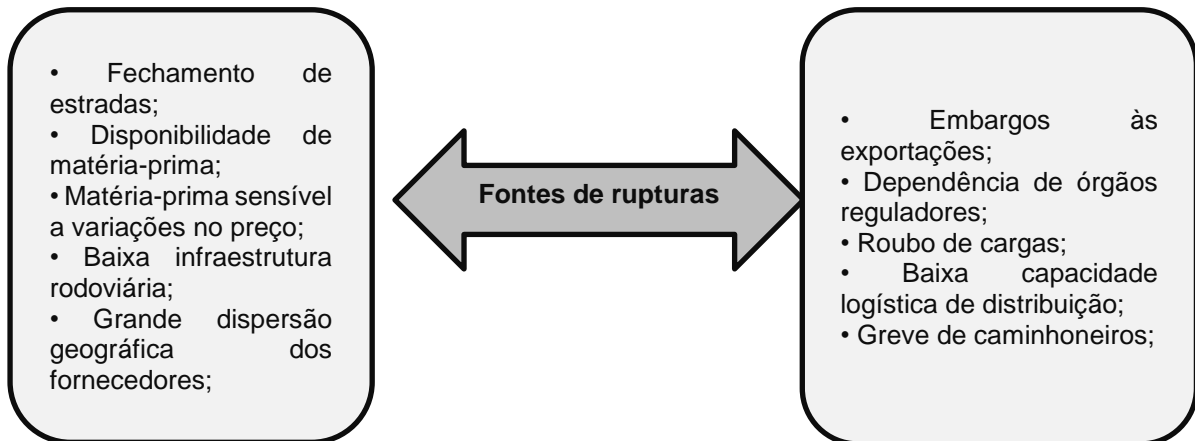 • Fechamento de
estradas;
• Disponibilidade de
matéria-prima;
• Matéria-prima sensível
a variações no preço;
• Baixa infraestrutura
rodoviária;
• Grande dispersão
geográfica dos
fornecedores;
Fontes de rupturas
• Embargos às
exportações;
• Dependência de órgãos
reguladores;
• Roubo de cargas;
• Baixa capacidade
logística de distribuição;
• Greve de caminhoneiros;